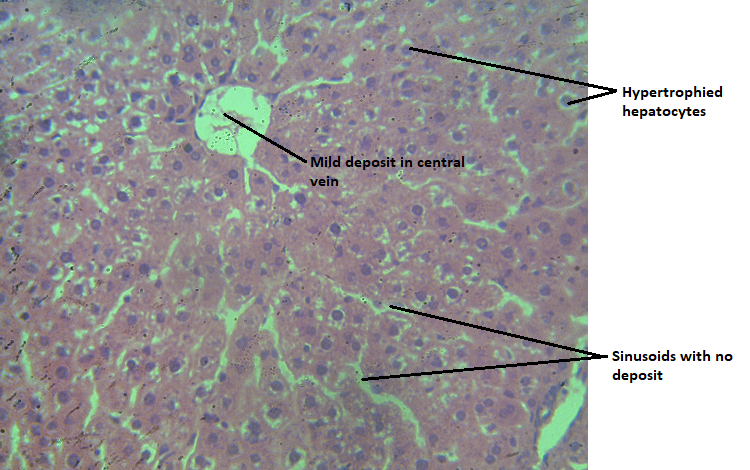 Hypertrophied
hepatocytes
Mild deposit in central
vein
Sinusoids with no
deposit